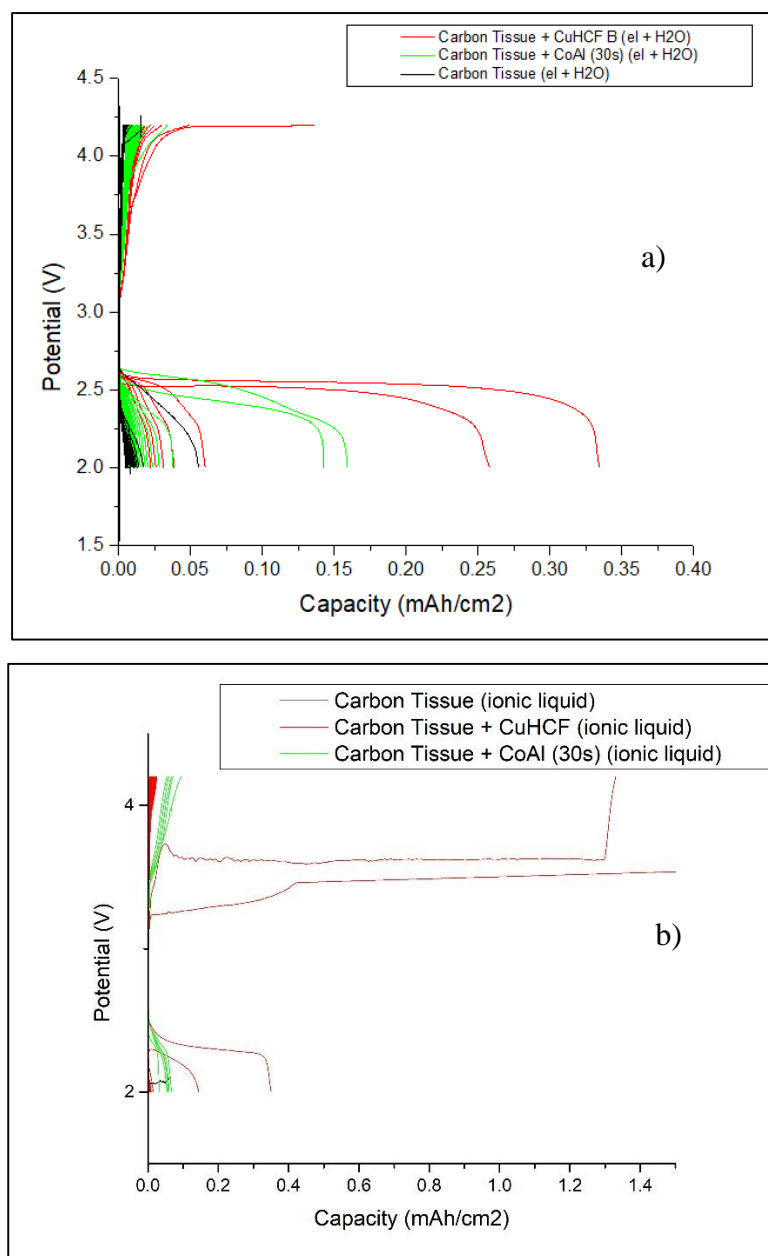 Carbon Tissue + CuHCF B (el + H2O)
Carbon Tissue + CoAl (30s) (el + H2O)
Carbon Tissue (el + H2O)
4.5
4.0
3.5
3.0
2.5
2.0
1.5
Potential (V)
a)
0.00 0.05 0.10 0.15 0.20 0.25 0.30 0.35 0.40
Capacity (mAh/cm2)
Carbon Tissue (ionic liquid)
Carbon Tissue + CuHCF (ionic liquid)
Carbon Tissue + CoAl (30s) (ionic liquid)
4
2
Potential (V)
b)
0.0 0.2 0.4 0.6 0.8 1.0 1.2 1.4
Capacity (mAh/cm2)